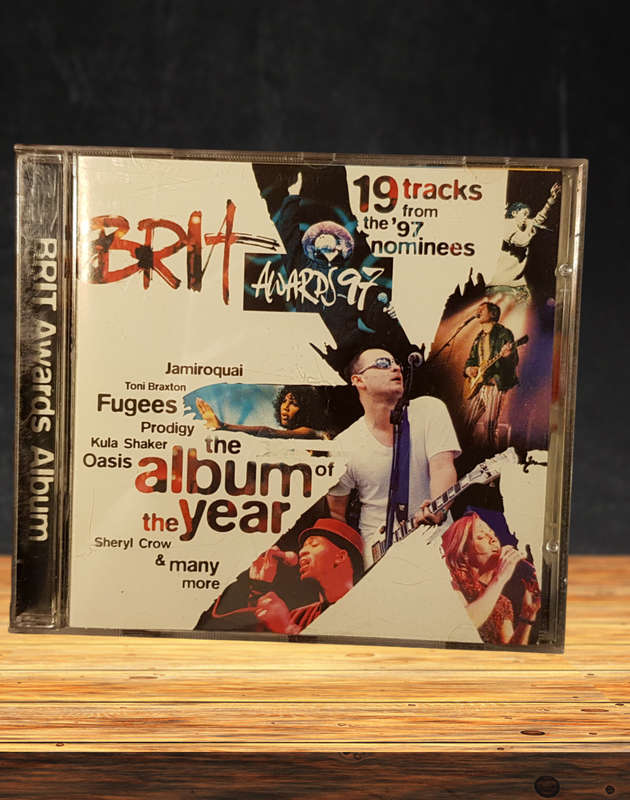 BRIT Awards Album
BRIT
AWARDS 97
19 tracks
from
the '97
nominees
Jamiroquai
Toni Braxton
Fugees
Prodigy
Kula Shaker
Oasis
the
album of
the year
Sheryl Crow
& many
more